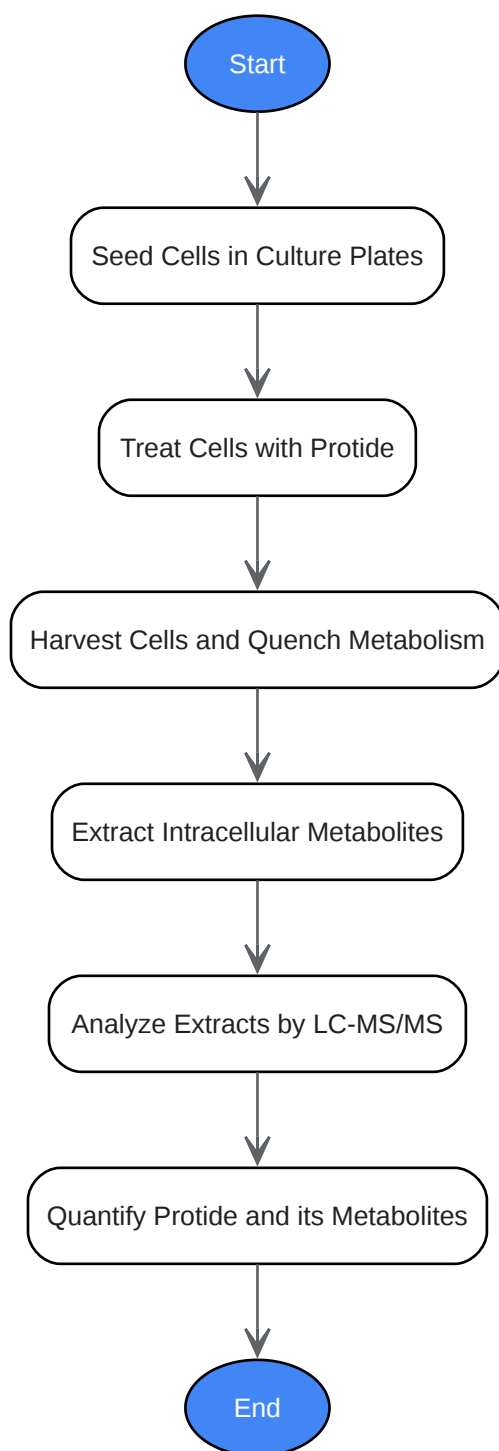 Start
Seed Cells in Culture Plates
Treat Cells with Protide
Harvest Cells and Quench Metabolism
Extract Intracellular Metabolites
Analyze Extracts by LC-MS/MS
Quantify Protide and its Metabolites
End